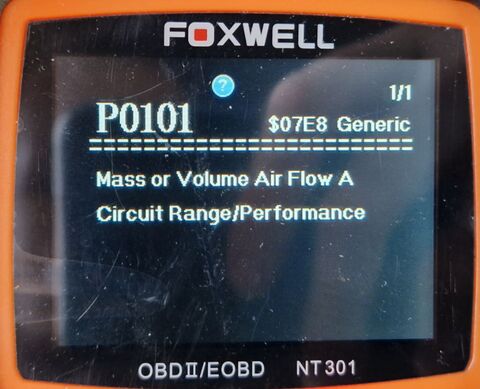 FOXWELL
?
1/1
P0101 $07E8 Generic
Mass or Volume Air Flow A
Circuit Range/Performance
OBDII/EOBD NT301